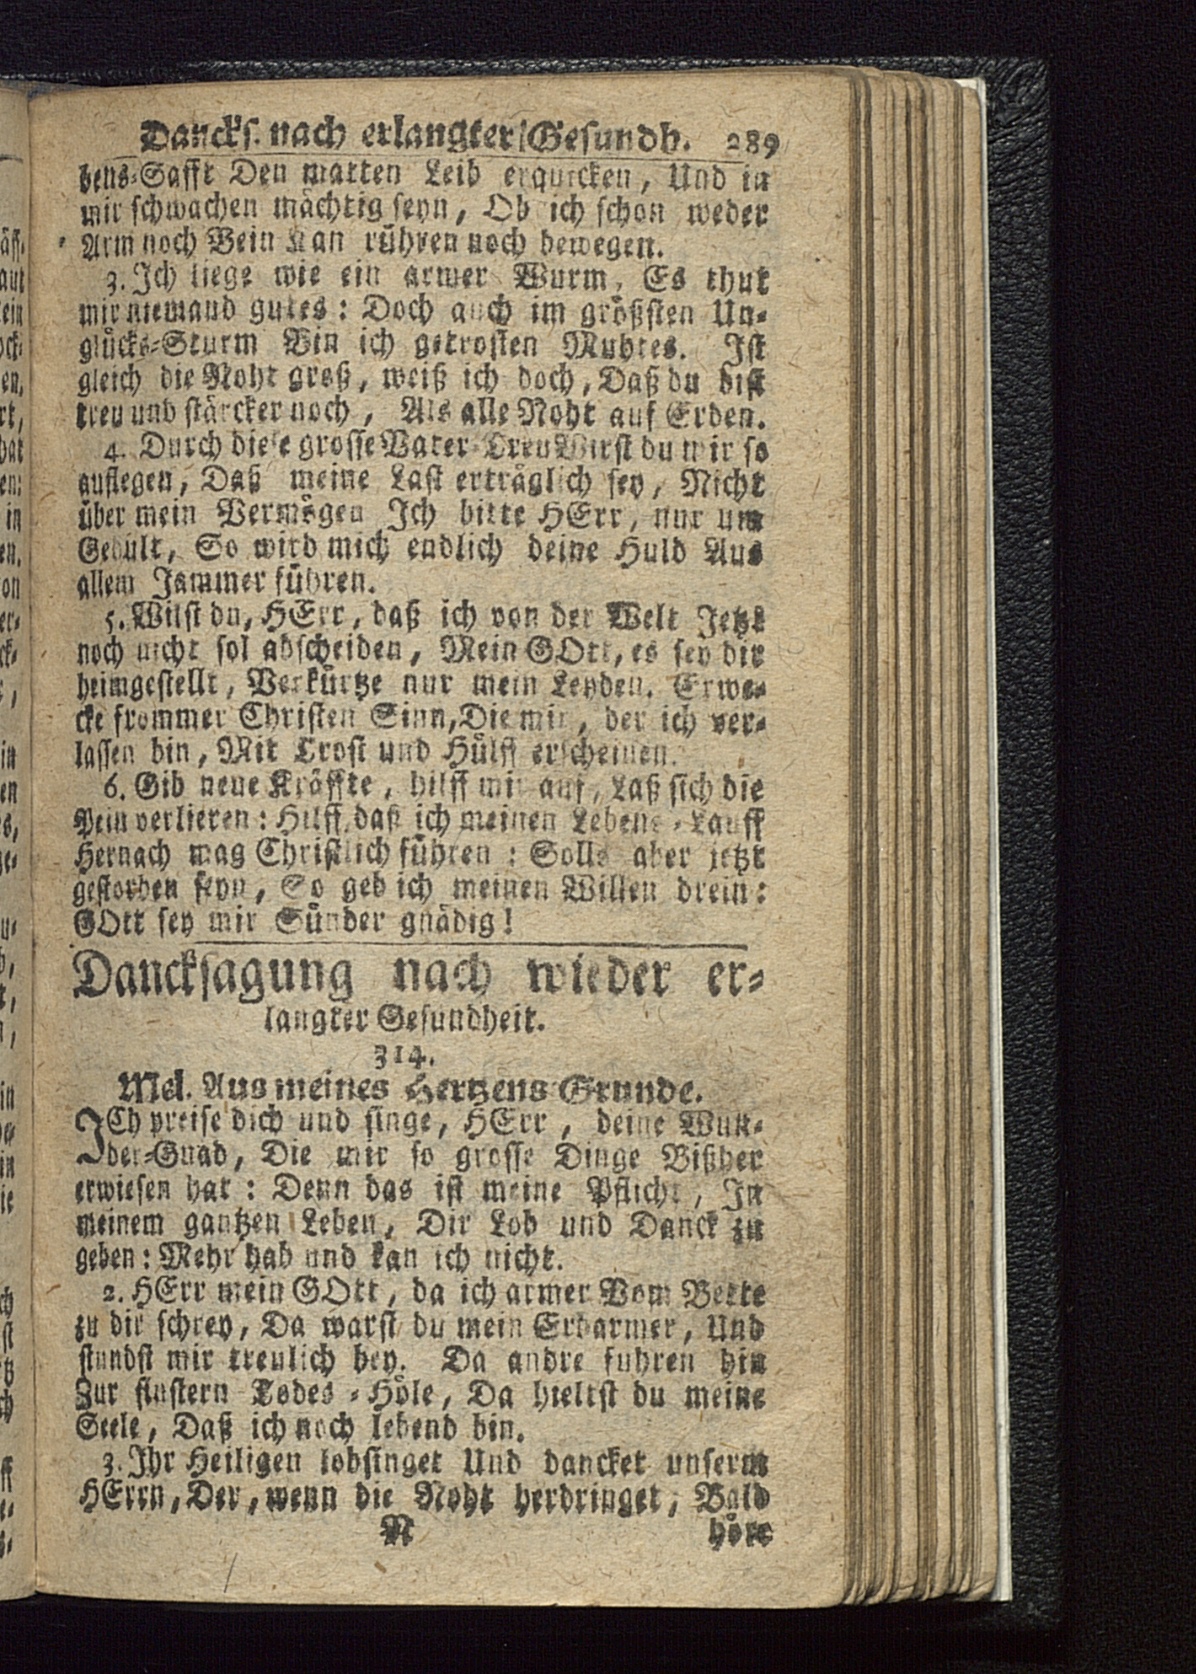 Dancks. nach erlangter Gesundh. 289
bens-Safft Den matten Leib erquicken, Und in
mir schwachen mächtig seyn, Ob ich schon weder
Arm noch Bein Kan rühren noch bewegen.
3. Ich liege wie ein armer Wurm, Es thut
mir niemand gutes: Doch auch im größsten Un-
glücks-Sturm Bin ich getrosten Muhtes. Ist
gleich die Noht groß, weiß ich doch, Daß du bist
treu und stärcker noch, Als alle Noht auf Erden.
4. Durch diese grosse Vater-Treu Wirst du mir so
auflegen, Daß meine Last erträglich sey, Nicht
über mein Vermögen Ich bitte HErr, nur um
Gedult, So wird mich endlich deine Huld Aus
allem Jammer führen.
5. Wilst du, HErr, daß ich von der Welt Jetzt
noch nicht sol abscheiden, Mein GOtt, es sey dir
heimgestellt, Verkürtze nur mein Leyden. Erwe-
cke frommer Christen Sinn, Die mir, der ich ver-
lassen bin, Mit Trost und Hülff erscheinen.
6. Gib neue Kräffte, hilff mir auf, Laß sich die
Pein verlieren: Hilff, daß ich meinen Lebens-Lauff
Hernach mag Christlich führen: Solls aber jetzt
gestorben seyn, So geb ich meinen Willen drein:
GOtt sey mir Sünder gnädig!
Dancksagung nach wieder er-
langter Gesundheit.
314.
Mel. Aus meines Hertzens Grunde.
ICh preise dich und singe, HErr, deine Wun-
der-Gnad, Die mir so grosse Dinge Bißher
erwiesen hat: Denn das ist meine Pflicht, In
meinem gantzen Leben, Dir Lob und Danck zu
geben: Mehr hab und kan ich nicht.
2. HErr mein GOtt, da ich armer Vom Bette
zu dir schrey, Da warst du mein Erbarmer, Und
stundst mir treulich bey. Da andre fuhren hin
Zur finstern Todes-Höle, Da hieltst du meine
Seele, Daß ich noch lebend bin.
3. Ihr Heiligen lobsinget Und dancket unserm
HErrn, Der, wenn die Noht herdringet, Bald
N höre